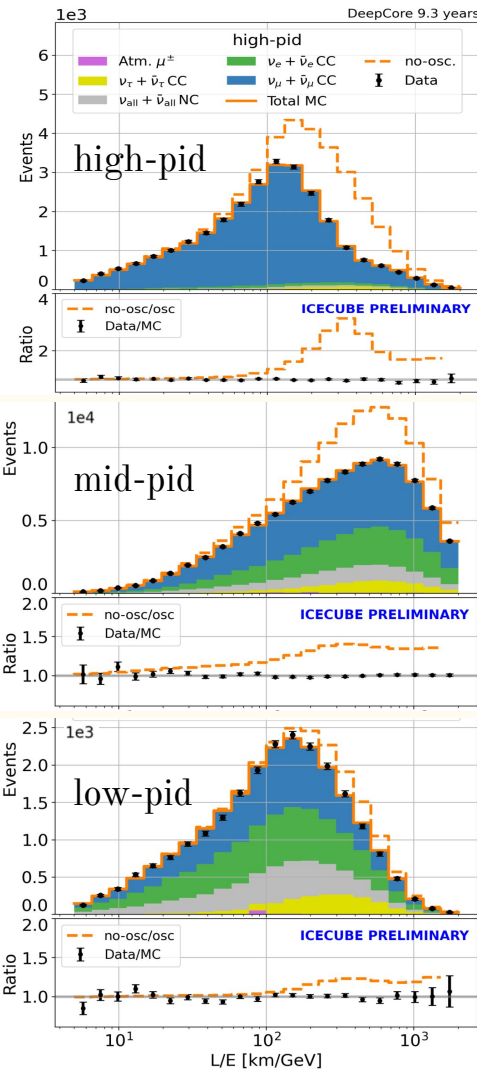 1e3
DeepCore 9.3 years
high-pid
Atm. μ± νe + ν̄e CC no-osc.
ντ + ν̄τ CC νμ + ν̄μ CC Data
νall + ν̄all NC Total MC
high-pid
Events
6
5
4
3
2
1
0
no-osc/osc
Data/MC
ICECUBE PRELIMINARY
Ratio
4
2
1e4
mid-pid
Events
1.0
0.5
0.0
no-osc/osc
Data/MC
ICECUBE PRELIMINARY
Ratio
2.0
1.5
1.0
1e3
low-pid
Events
2.5
2.0
1.5
1.0
0.5
0.0
no-osc/osc
Data/MC
ICECUBE PRELIMINARY
Ratio
2.0
1.5
1.0
10¹ 10² 10³
L/E [km/GeV]